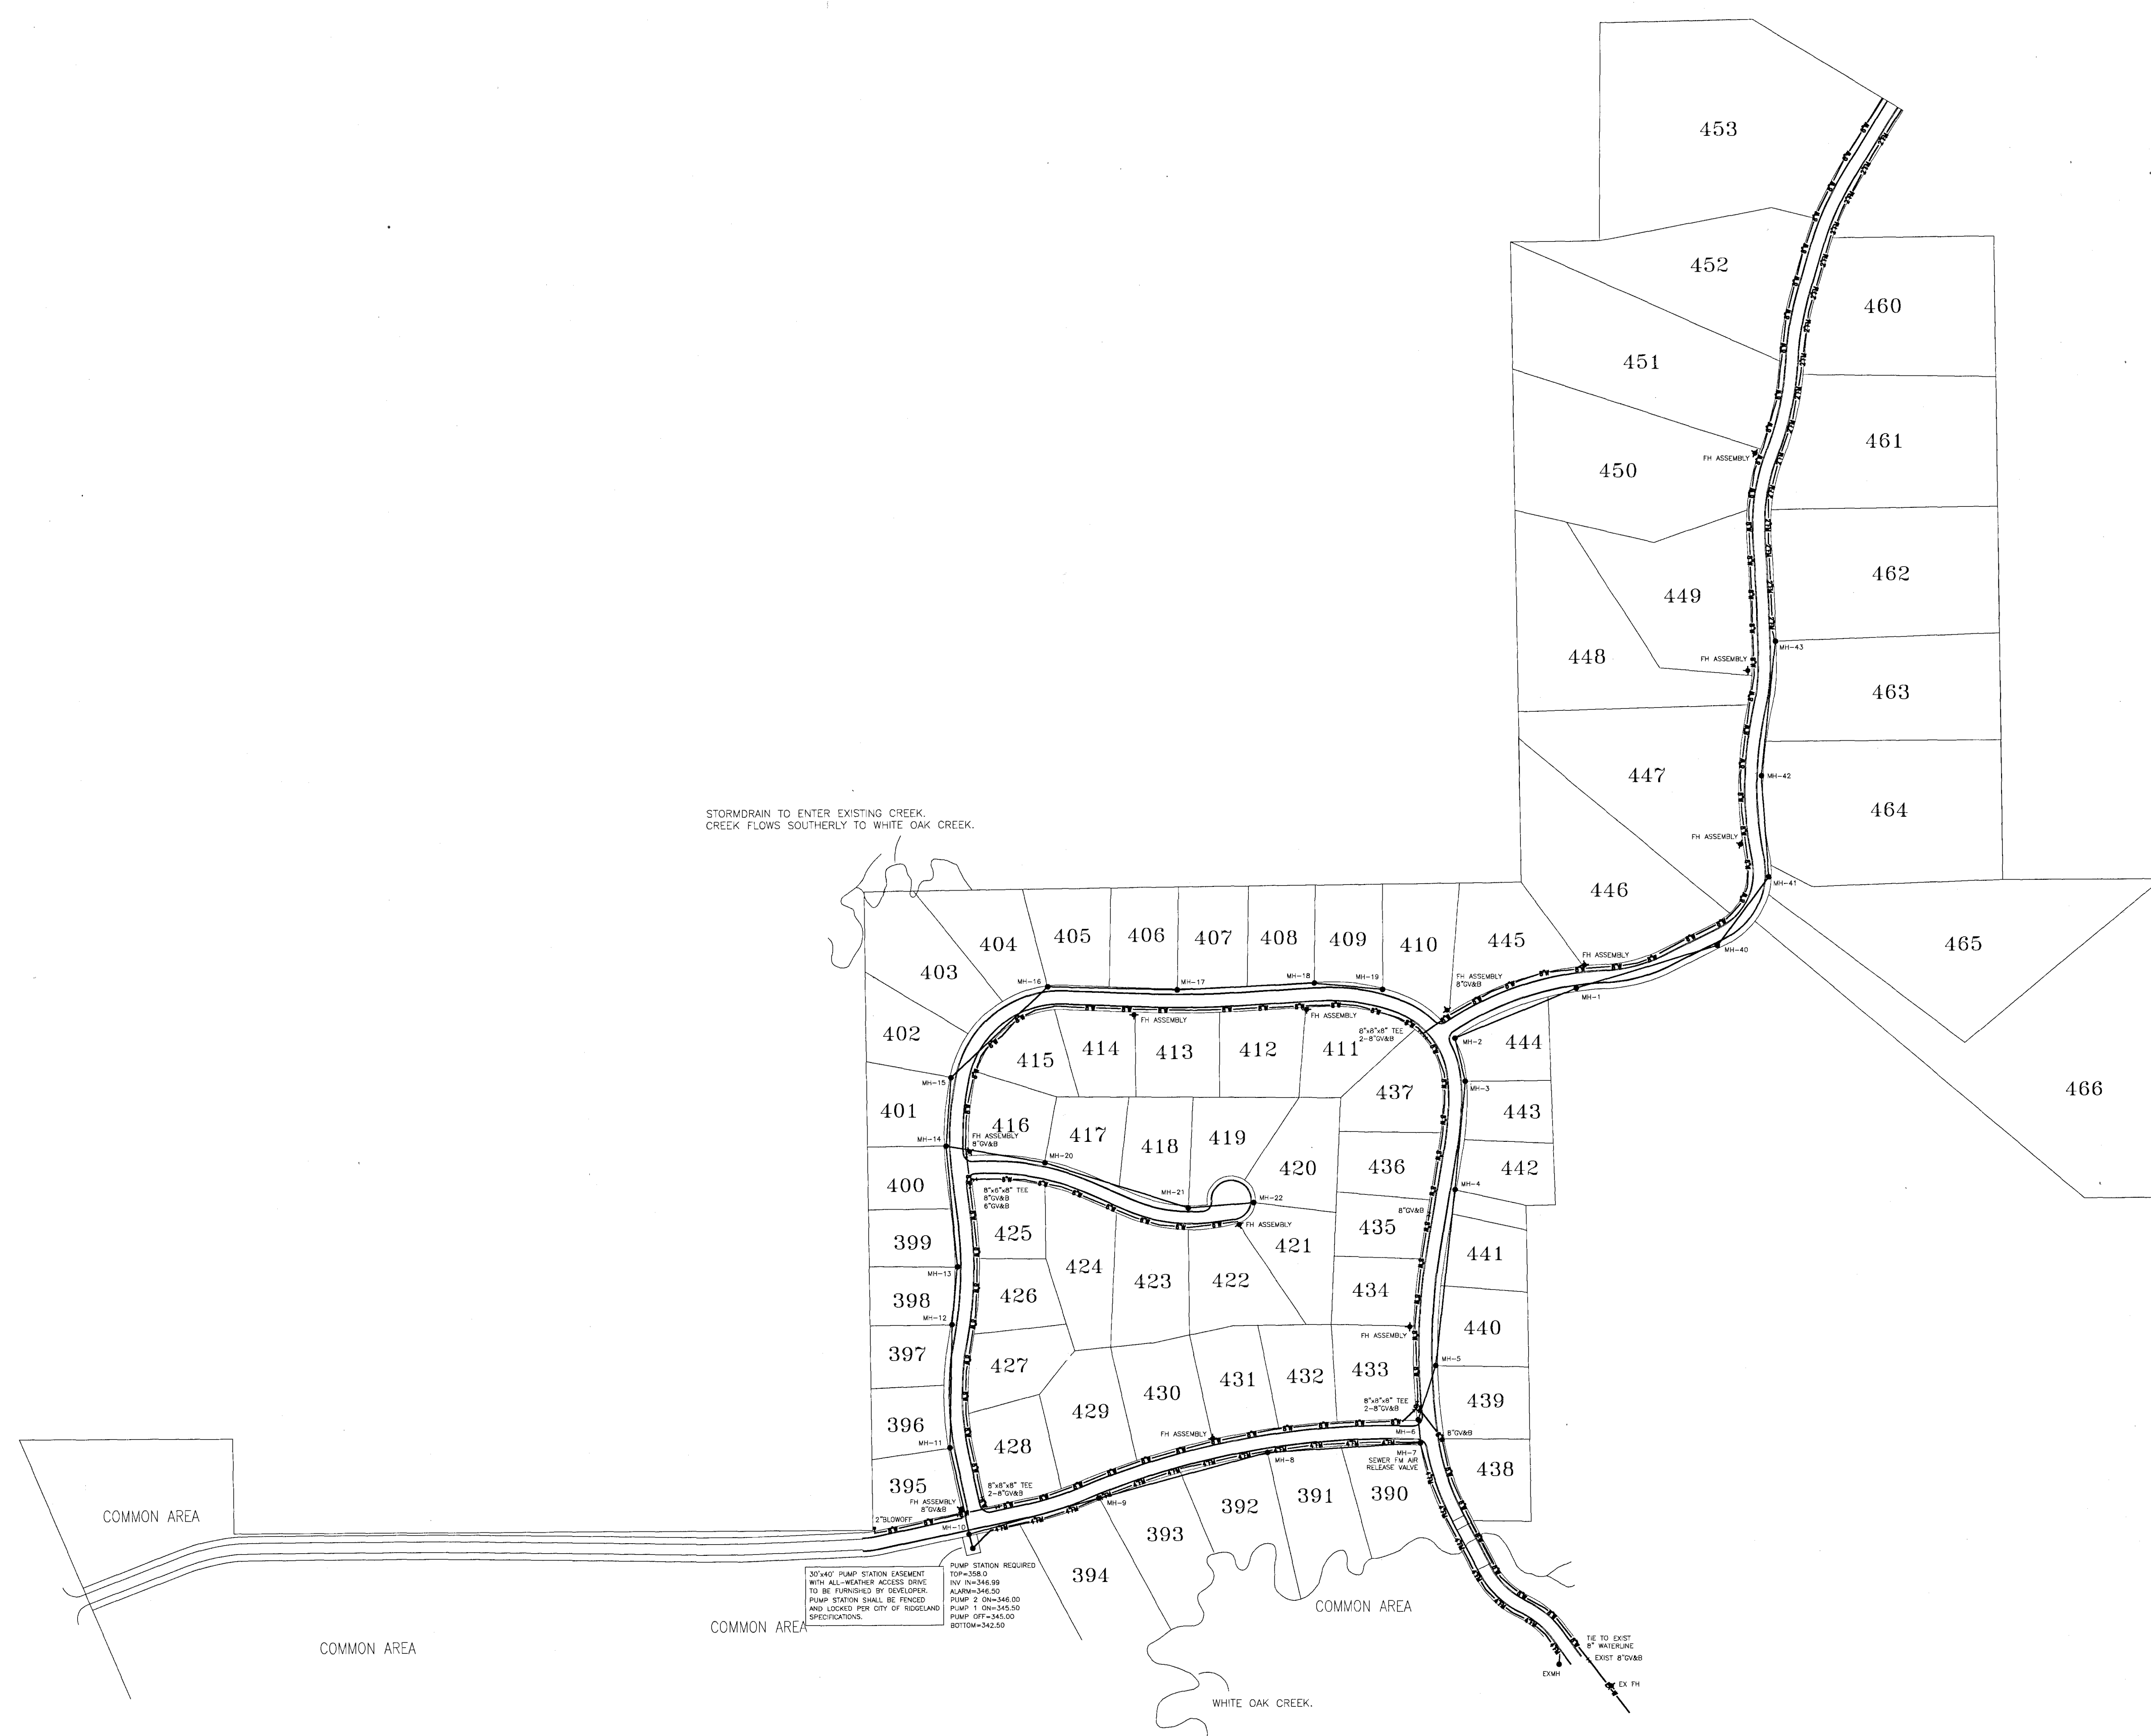 453
452
460
451
461
FH ASSEMBLY
450
462
449
448
FH ASSEMBLY
MH-43
463
447
MH-42
464
FH ASSEMBLY
STORMDRAIN TO ENTER EXISTING CREEK.
CREEK FLOWS SOUTHERLY TO WHITE OAK CREEK.
MH-41
446
465
466
MH-40
FH ASSEMBLY
MH-1
445
FH ASSEMBLY
8"GV&B
403
404
405
406
407
408
409
410
MH-16
MH-17
MH-18
MH-19
402
415
414
413
412
411
FH ASSEMBLY
FH ASSEMBLY
8"x8"x8" TEE
2-8"GV&B
MH-2
444
MH-15
MH-3
437
401
443
416
417
418
419
MH-14
FH ASSEMBLY
8"GV&B
MH-20
436
442
420
400
MH-21
MH-22
MH-4
8"x6"x8" TEE
8"GV&B
6"GV&B
8"GV&B
FH ASSEMBLY
399
425
421
435
441
MH-13
424
423
422
434
398
426
MH-12
FH ASSEMBLY
440
397
427
MH-5
433
432
431
430
429
439
8"x8"x8" TEE
2-8"GV&B
396
FH ASSEMBLY
MH-6
8"GV&B
MH-11
428
MH-7
SEWER FM AIR
RELEASE VALVE
MH-8
438
395
8"x8"x8" TEE
2-8"GV&B
FH ASSEMBLY
8"GV&B
MH-9
392
391
390
2"BLOWOFF
MH-10
393
394
COMMON AREA
30'x40' PUMP STATION EASEMENT
WITH ALL-WEATHER ACCESS DRIVE
TO BE FURNISHED BY DEVELOPER.
PUMP STATION SHALL BE FENCED
AND LOCKED PER CITY OF RIDGELAND
SPECIFICATIONS.
PUMP STATION REQUIRED
TOP=358.0
INV IN=346.99
ALARM=346.50
PUMP 2 ON=346.00
PUMP 1 ON=345.50
PUMP OFF=345.00
BOTTOM=342.50
COMMON AREA
COMMON AREA
COMMON AREA
TIE TO EXIST
8" WATERLINE
EXIST 8"GV&B
EXMH
EX FH
WHITE OAK CREEK.